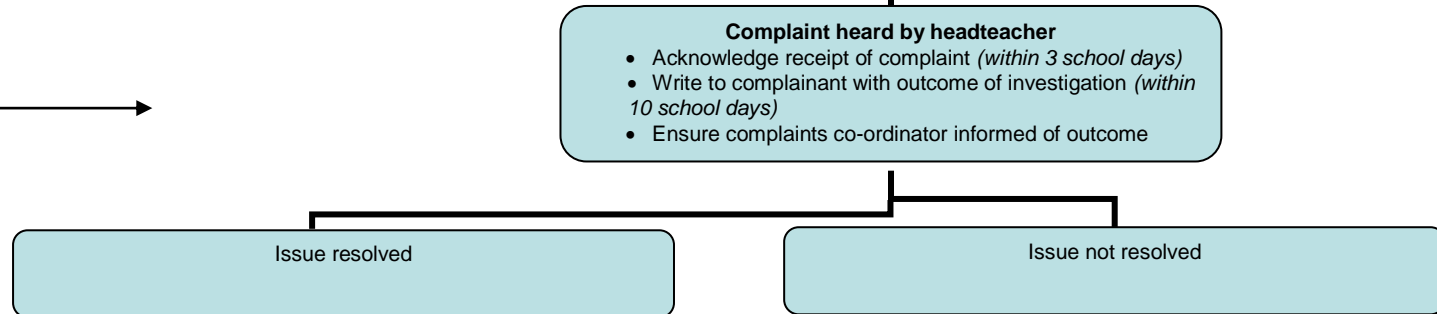 Complaint heard by headteacher
• Acknowledge receipt of complaint (within 3 school days)
• Write to complainant with outcome of investigation (within
10 school days)
• Ensure complaints co-ordinator informed of outcome
Issue resolved
Issue not resolved